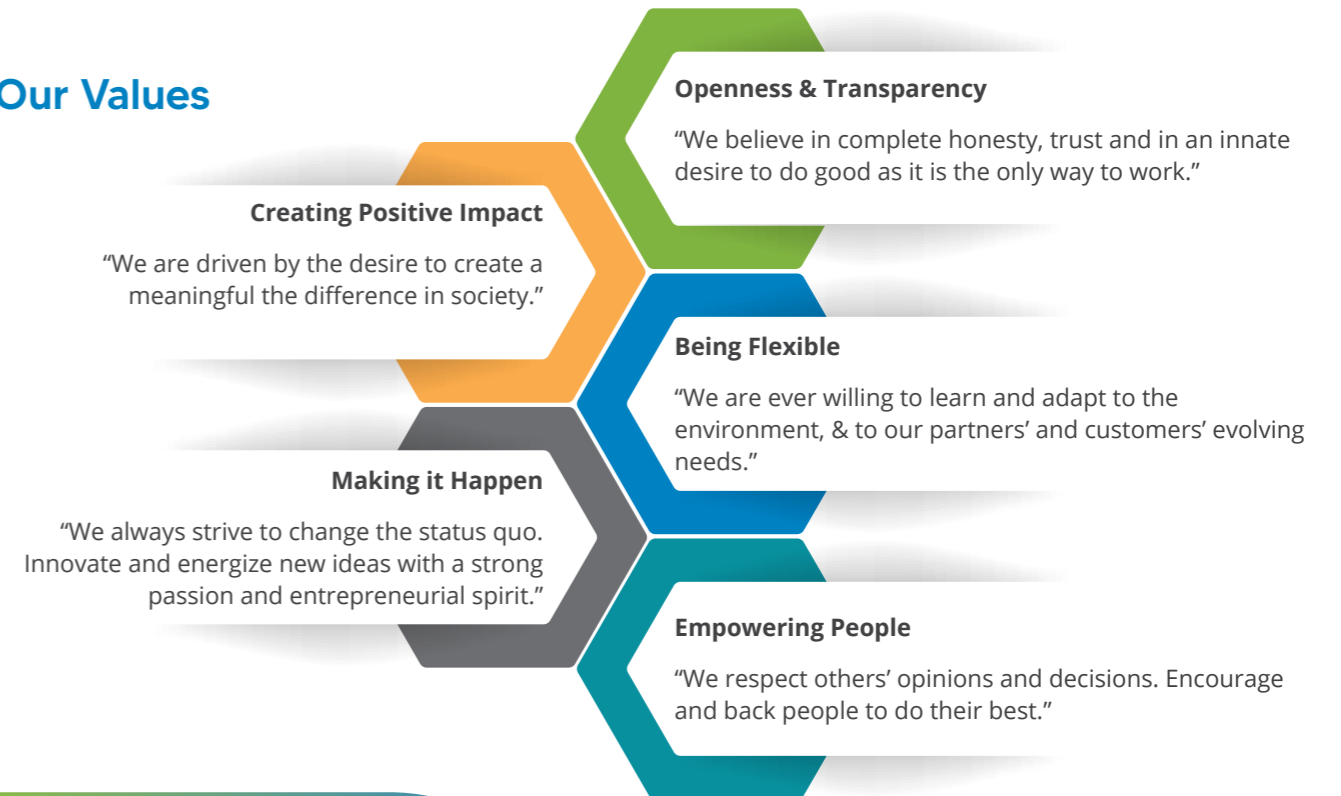 Our Values
Openness & Transparency
“We believe in complete honesty, trust and in an innate
desire to do good as it is the only way to work.”
Creating Positive Impact
“We are driven by the desire to create a
meaningful the difference in society.”
Being Flexible
“We are ever willing to learn and adapt to the
environment, & to our partners’ and customers’ evolving
needs.”
Making it Happen
“We always strive to change the status quo.
Innovate and energize new ideas with a strong
passion and entrepreneurial spirit.”
Empowering People
“We respect others’ opinions and decisions. Encourage
and back people to do their best.”